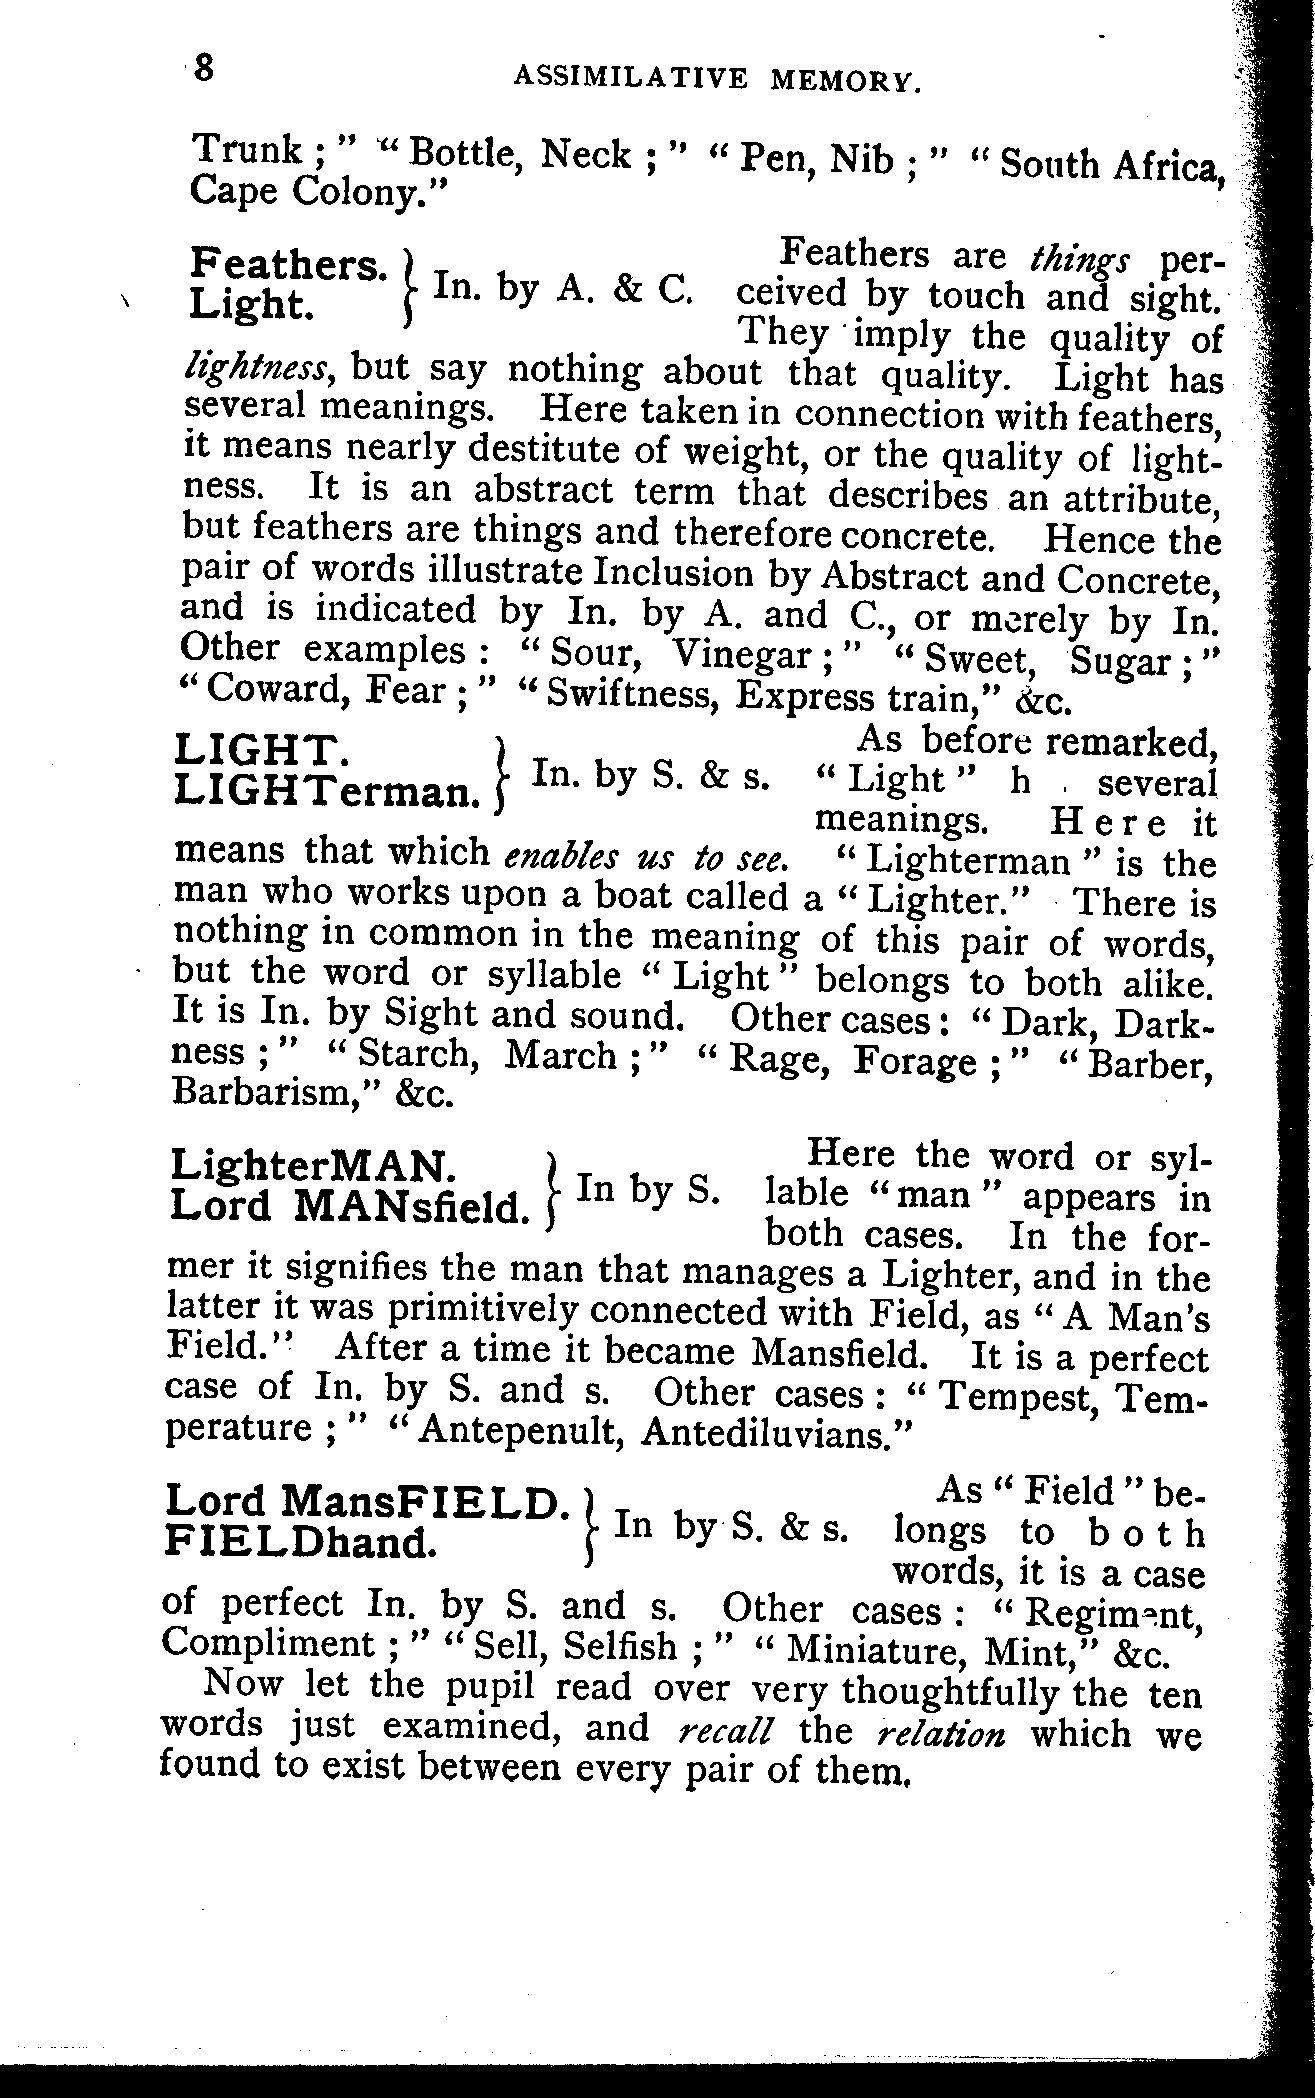 8 ASSIMILATIVE MEMORY.
Trunk ; " " Bottle, Neck ; " " Pen, Nib ; " " South Africa,
Cape Colony."
Feathers. } In. by A. & C. Feathers are things per-
Light. ceived by touch and sight.
They imply the quality of
lightness, but say nothing about that quality. Light has
several meanings. Here taken in connection with feathers,
it means nearly destitute of weight, or the quality of light-
ness. It is an abstract term that describes an attribute,
but feathers are things and therefore concrete. Hence the
pair of words illustrate Inclusion by Abstract and Concrete,
and is indicated by In. by A. and C., or merely by In.
Other examples : " Sour, Vinegar ; " " Sweet, Sugar ; "
" Coward, Fear ; " " Swiftness, Express train," &c.
LIGHT. } In. by S. & s. As before remarked,
LIGHTerman. " Light " h several
meanings. Here it
means that which enables us to see. " Lighterman " is the
man who works upon a boat called a " Lighter." There is
nothing in common in the meaning of this pair of words,
but the word or syllable " Light " belongs to both alike.
It is In. by Sight and sound. Other cases : " Dark, Dark-
ness ; " " Starch, March ; " " Rage, Forage ; " " Barber,
Barbarism," &c.
LighterMAN. } In by S. Here the word or syl-
Lord MANsfield. lable " man " appears in
both cases. In the for-
mer it signifies the man that manages a Lighter, and in the
latter it was primitively connected with Field, as " A Man's
Field." After a time it became Mansfield. It is a perfect
case of In. by S. and s. Other cases : " Tempest, Tem-
perature ; " " Antepenult, Antediluvians."
Lord MansFIELD. } In by S. & s. As " Field " be-
FIELDhand. longs to both
words, it is a case
of perfect In. by S. and s. Other cases : " Regiment,
Compliment ; " " Sell, Selfish ; " " Miniature, Mint," &c.
Now let the pupil read over very thoughtfully the ten
words just examined, and recall the relation which we
found to exist between every pair of them.